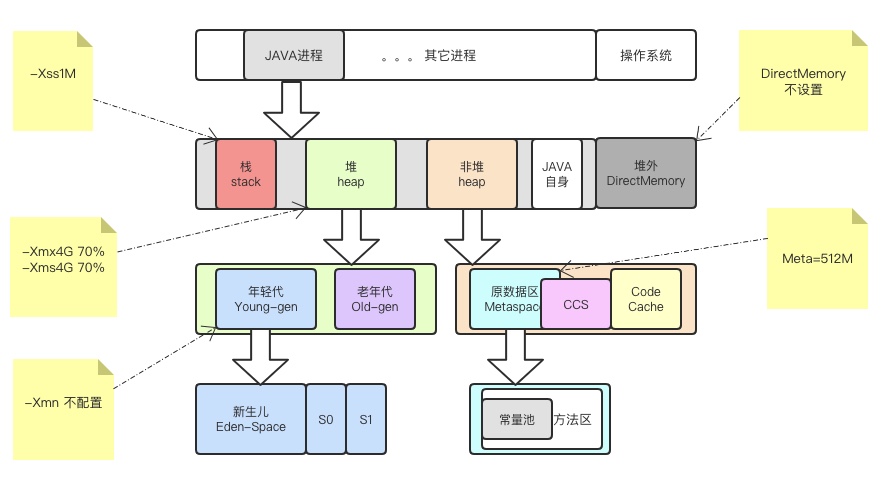 -Xss1M
JAVA进程
。。。 其它进程
操作系统
DirectMemory
不设置
栈
stack
堆
heap
非堆
heap
JAVA
自身
堆外
DirectMemory
-Xmx4G 70%
-Xms4G 70%
Meta=512M
年轻代
Young-gen
老年代
Old-gen
原数据区
Metaspace
CCS
Code
Cache
-Xmn 不配置
新生儿
Eden-Space
S0
S1
常量池
方法区